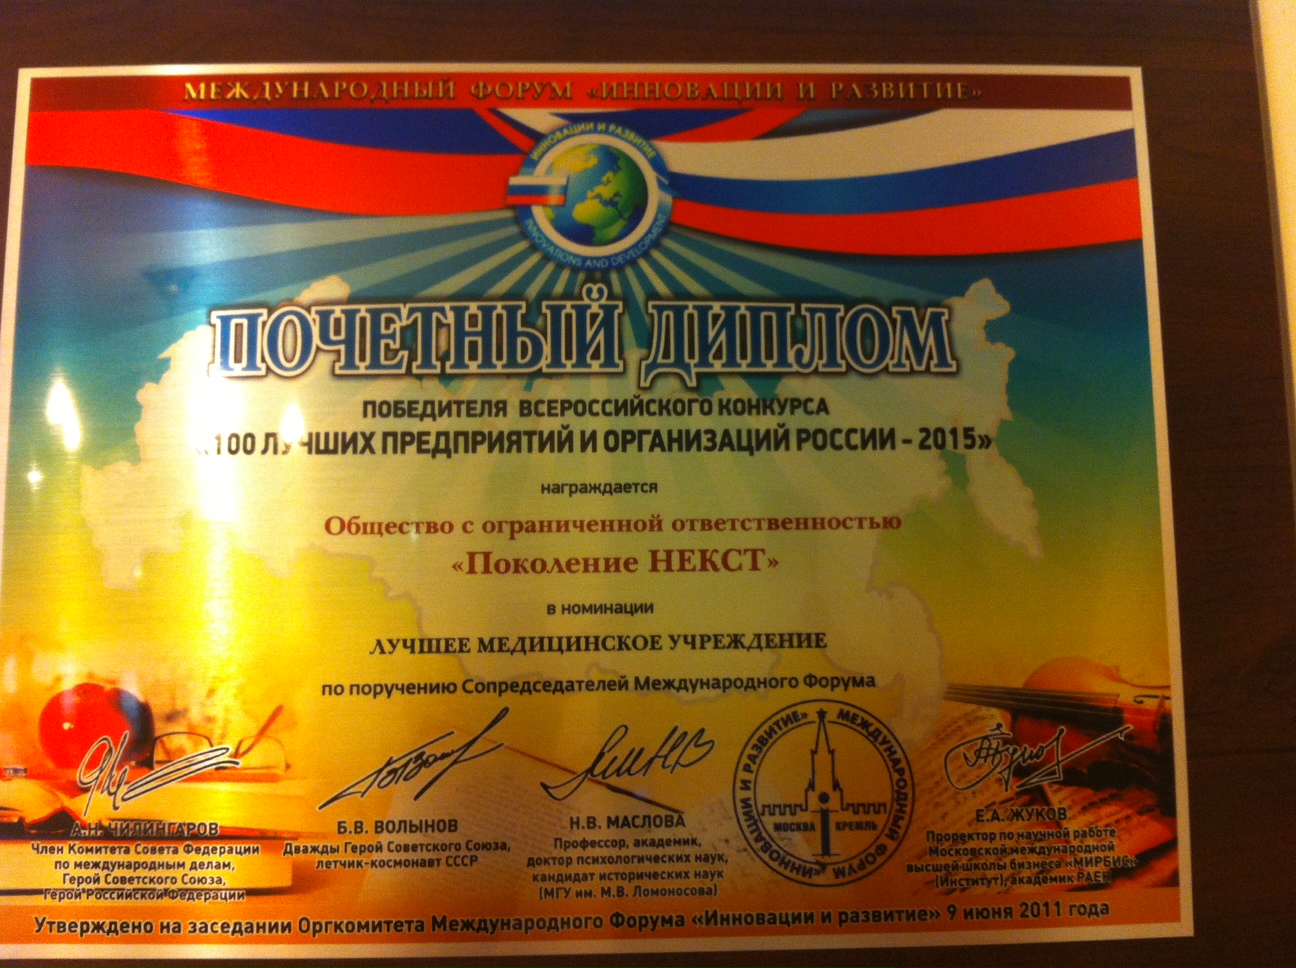 МЕЖДУНАРОДНЫЙ ФОРУМ «ИННОВАЦИИ И РАЗВИТИЕ»
ИННОВАЦИИ И РАЗВИТИЕ
INNOVATIONS AND DEVELOPMENT
ПОЧЕТНЫЙ ДИПЛОМ
ПОБЕДИТЕЛЯ ВСЕРОССИЙСКОГО КОНКУРСА
«100 ЛУЧШИХ ПРЕДПРИЯТИЙ И ОРГАНИЗАЦИЙ РОССИИ – 2015»
награждается
Общество с ограниченной ответственностью
«Поколение НЕКСТ»
в номинации
ЛУЧШЕЕ МЕДИЦИНСКОЕ УЧРЕЖДЕНИЕ
по поручению Сопредседателей Международного Форума
А.Н. ЧИЛИНГАРОВ
Член Комитета Совета Федерации
по международным делам,
Герой Советского Союза,
Герой Российской Федерации
Б.В. ВОЛЫНОВ
Дважды Герой Советского Союза,
летчик-космонавт СССР
Н.В. МАСЛОВА
Профессор, академик,
доктор психологических наук,
кандидат исторических наук
(МГУ им. М.В. Ломоносова)
МЕЖДУНАРОДНЫЙ ФОРУМ «ИННОВАЦИИ И РАЗВИТИЕ»
МОСКВА КРЕМЛЬ
Е.А. ЖУКОВ
Проректор по научной работе
Московской международной
высшей школы бизнеса «МИРБИС»
(Институт), академик РАЕН
Утверждено на заседании Оргкомитета Международного Форума «Инновации и развитие» 9 июня 2011 года